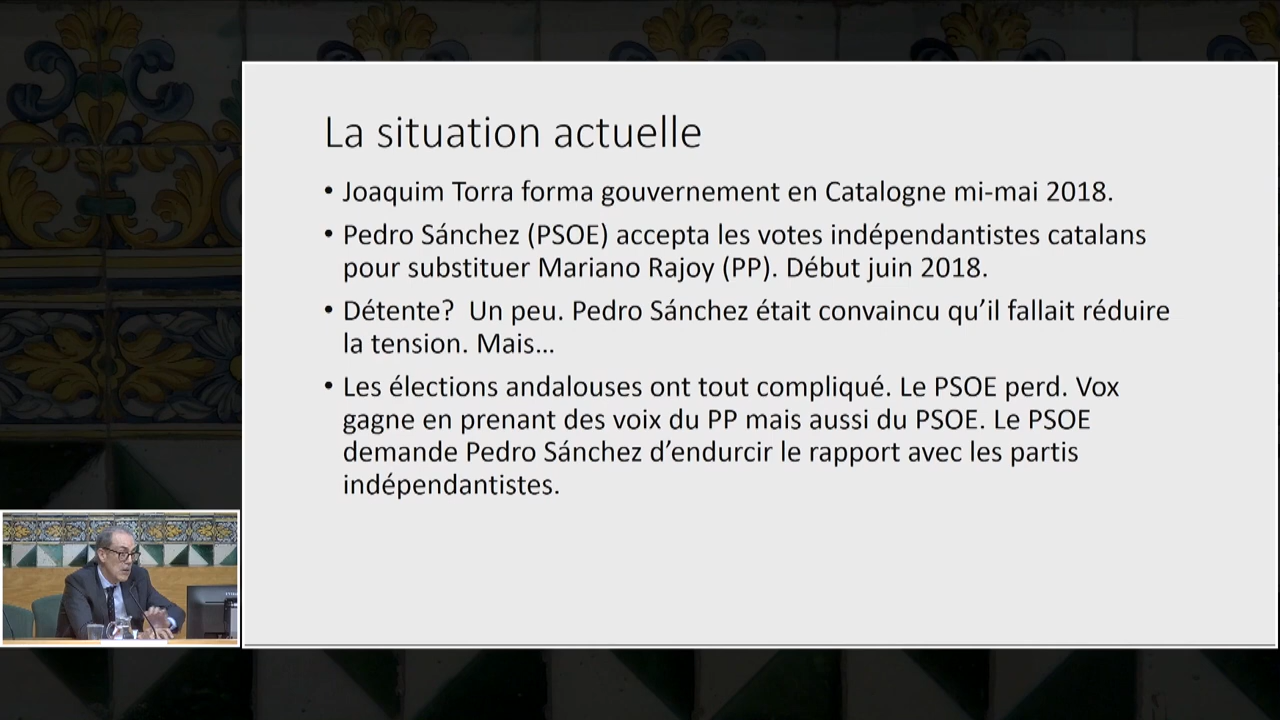 La situation actuelle
• Joaquim Torra forma gouvernement en Catalogne mi-mai 2018.
• Pedro Sánchez (PSOE) accepta les votes indépendantistes catalans
pour substituer Mariano Rajoy (PP). Début juin 2018.
• Détente?  Un peu. Pedro Sánchez était convaincu qu’il fallait réduire
la tension. Mais…
• Les élections andalouses ont tout compliqué. Le PSOE perd. Vox
gagne en prenant des voix du PP mais aussi du PSOE. Le PSOE
demande Pedro Sánchez d’endurcir le rapport avec les partis
indépendantistes.